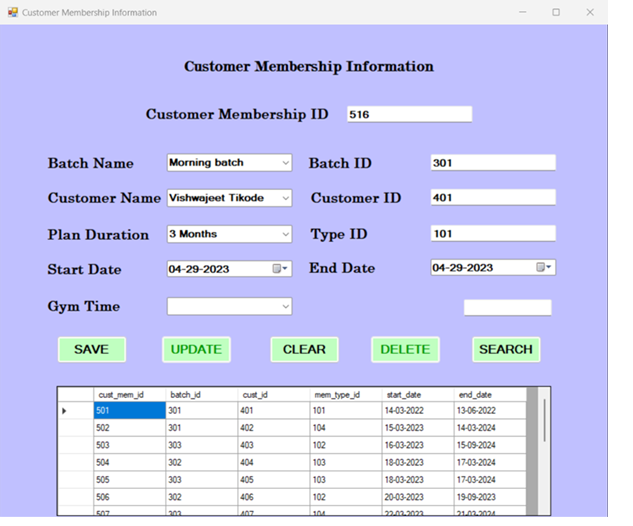 Customer Membership Information
Customer Membership Information
Customer Membership ID 516
Batch Name Morning batch Batch ID 301
Customer Name Vishwajeet Tikode Customer ID 401
Plan Duration 3 Months Type ID 101
Start Date 04-29-2023 End Date 04-29-2023
Gym Time
SAVE UPDATE CLEAR DELETE SEARCH
cust_mem_id batch_id cust_id mem_type_id start_date end_date
501 301 401 101 14-03-2022 13-06-2022
502 301 402 104 15-03-2023 14-03-2024
503 303 403 102 16-03-2023 15-09-2024
504 302 404 103 18-03-2023 17-03-2024
505 303 405 103 18-03-2023 17-03-2024
506 302 406 102 20-03-2023 19-09-2023
507 303 407 104 22-03-2023 21-03-2024